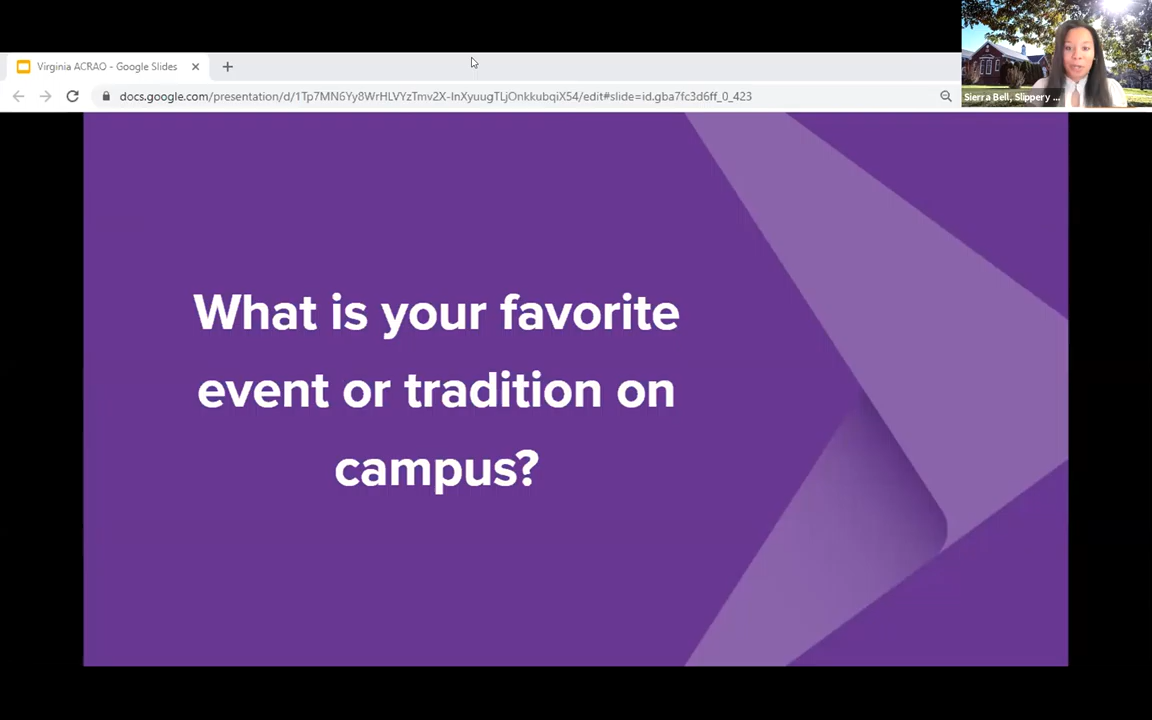 Virginia ACRAO - Google Slides
docs.google.com/presentation/d/1Tp7MN6Yy8WrHLVYzTmv2X-InXyuugTLjOnkkubqiX54/edit#slide=id.gba7fc3d6ff_0_423
Sierra Bell, Slippery ...
What is your favorite
event or tradition on
campus?